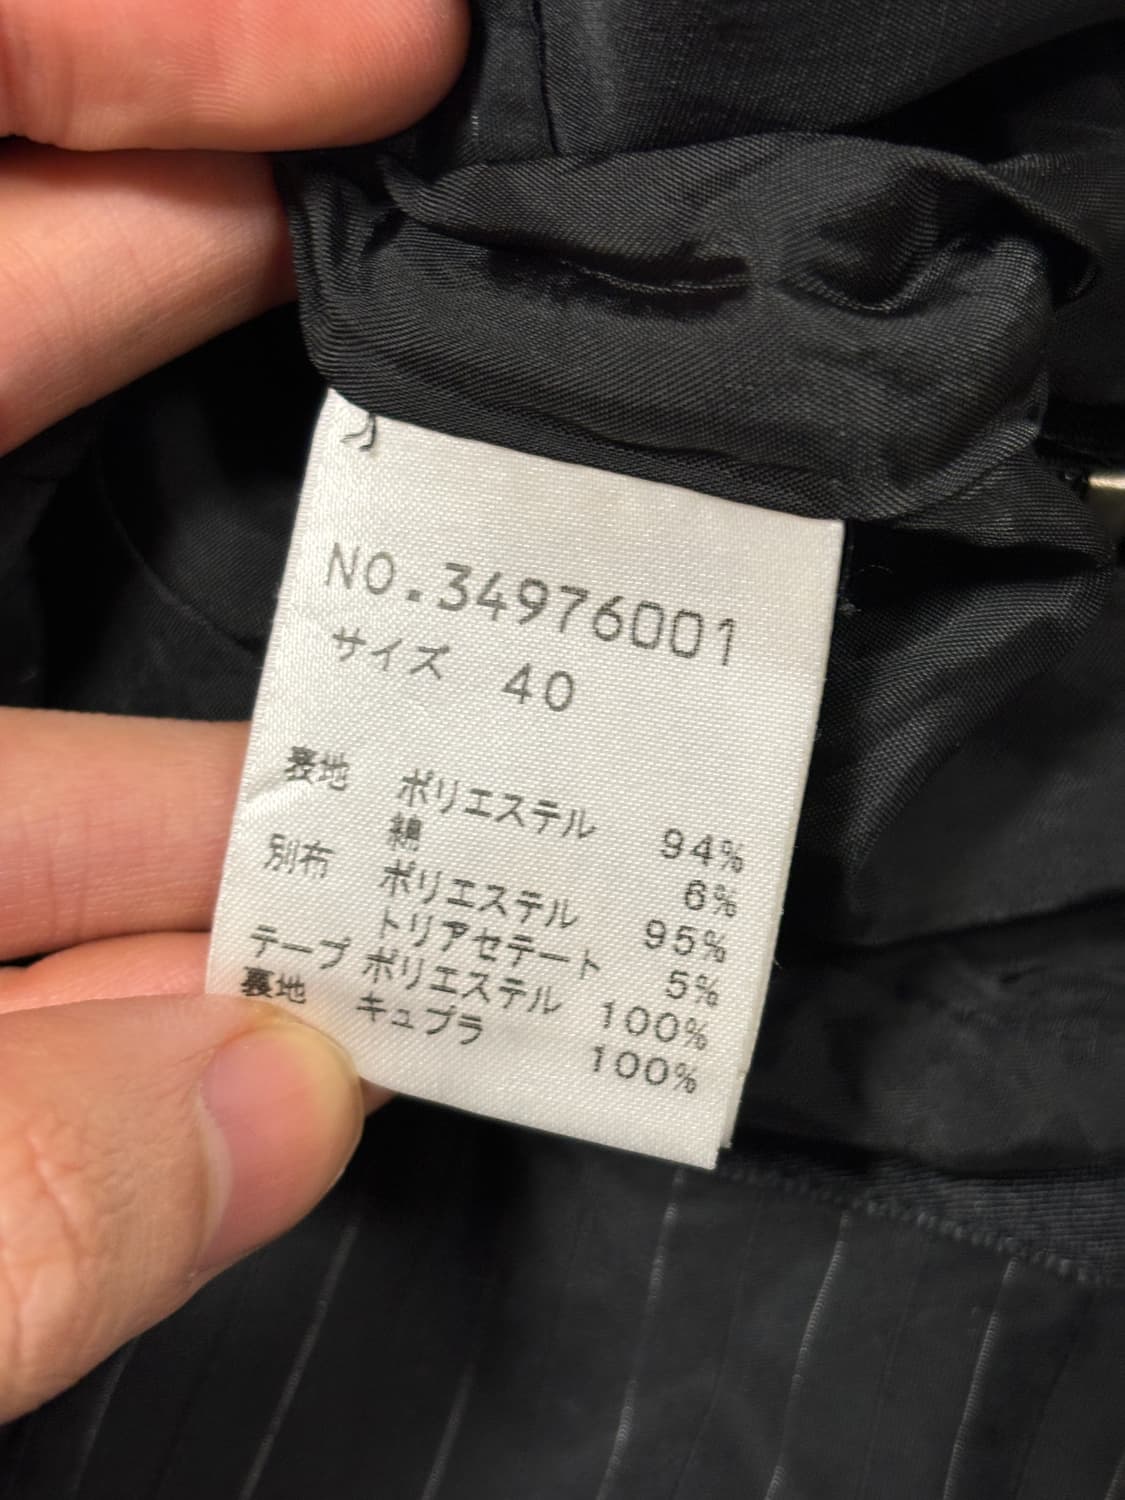 NO.34976001
サイズ 40
表地 ポリエステル 94%
綿 6%
別布 ポリエステル 95%
トリアセテート 5%
テープ ポリエステル 100%
裏地 キュプラ 100%